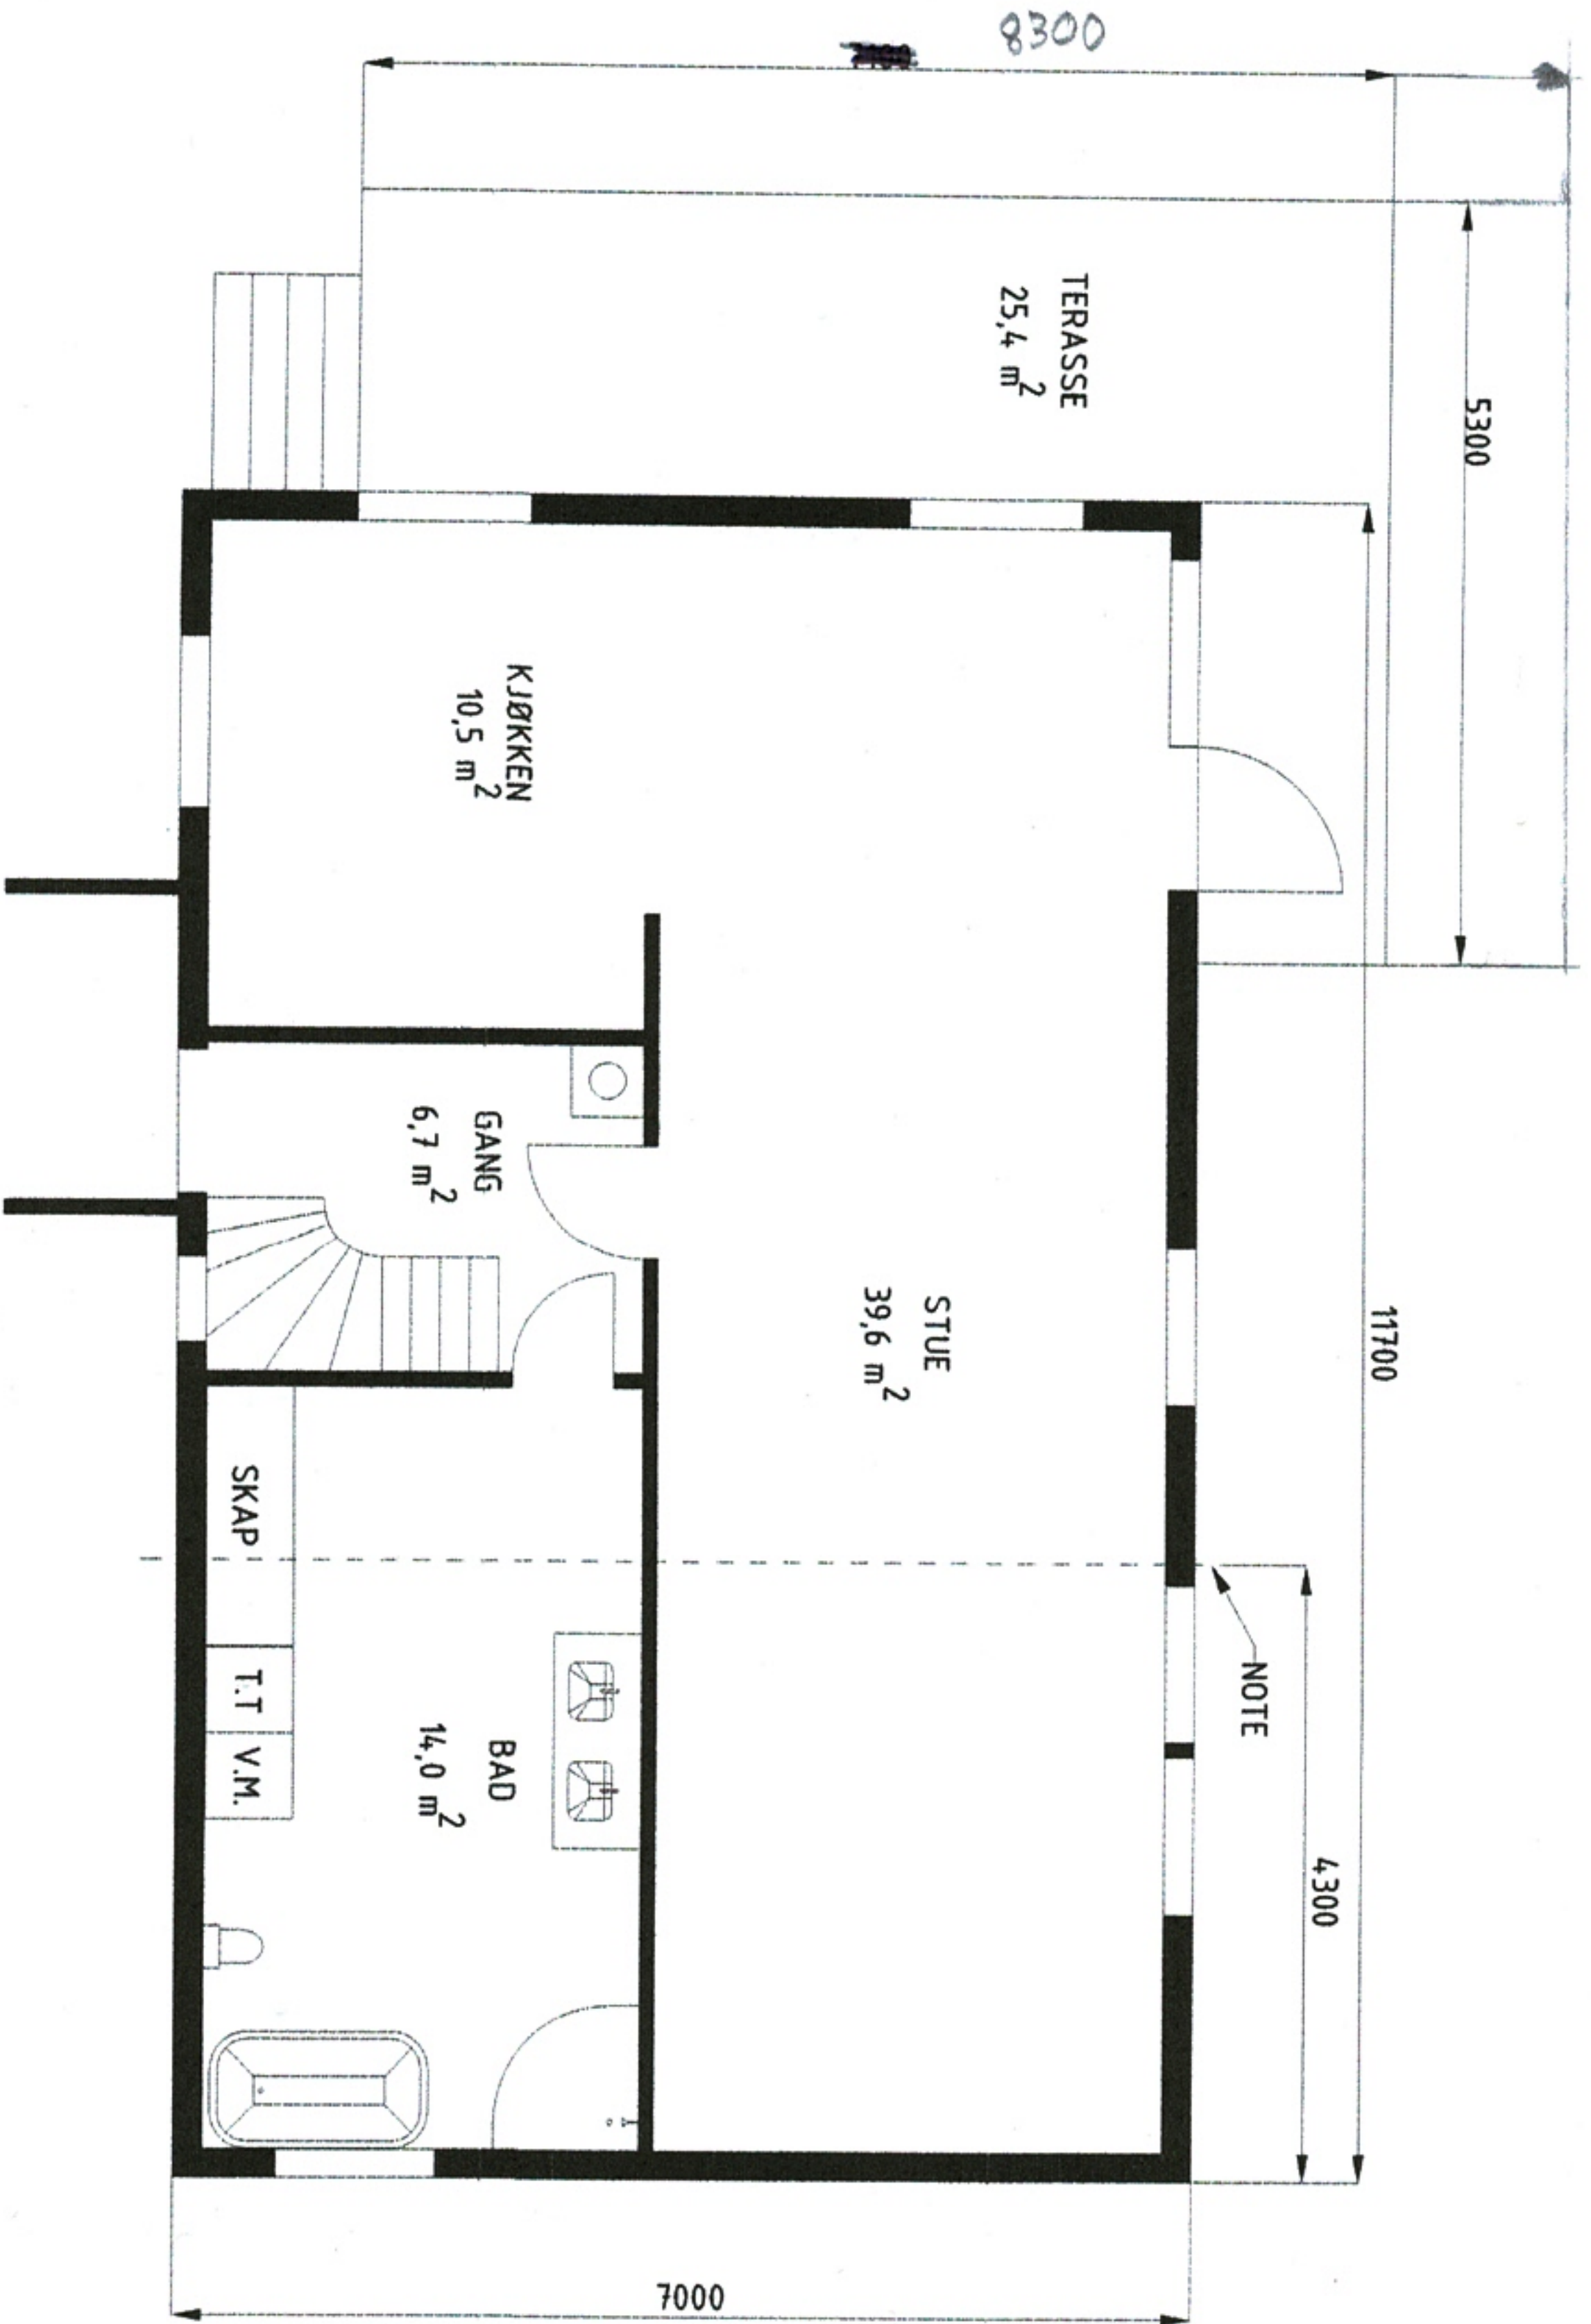 8300
5300
TERASSE
25,4 m²
11700
KJØKKEN
10,5 m²
GANG
6,7 m²
STUE
39,6 m²
NOTE
4300
SKAP
T.T
V.M.
BAD
14,0 m²
7000